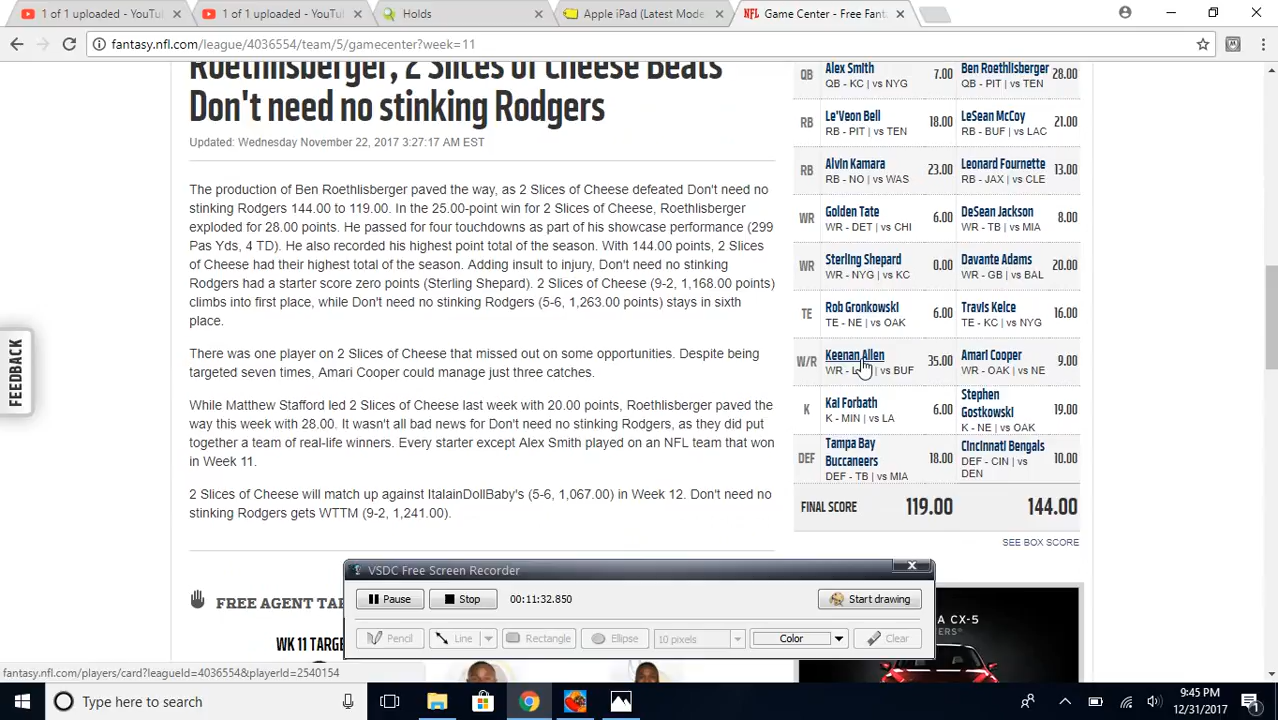 1 of 1 uploaded - YouTu
1 of 1 uploaded - YouTu
Holds
Apple iPad (Latest Mode
NFL Game Center - Free Fant
fantasy.nfl.com/league/4036554/team/5/gamecenter?week=11
Roethlisberger, 2 Slices of Cheese Beats
Don't need no stinking Rodgers
Updated: Wednesday November 22, 2017 3:27:17 AM EST
The production of Ben Roethlisberger paved the way, as 2 Slices of Cheese defeated Don't need no
stinking Rodgers 144.00 to 119.00. In the 25.00-point win for 2 Slices of Cheese, Roethlisberger
exploded for 28.00 points. He passed for four touchdowns as part of his showcase performance (299
Pas Yds, 4 TD). He also recorded his highest point total of the season. With 144.00 points, 2 Slices
of Cheese had their highest total of the season. Adding insult to injury, Don't need no stinking
Rodgers had a starter score zero points (Sterling Shepard). 2 Slices of Cheese (9-2, 1,168.00 points)
climbs into first place, while Don't need no stinking Rodgers (5-6, 1,263.00 points) stays in sixth
place.
There was one player on 2 Slices of Cheese that missed out on some opportunities. Despite being
targeted seven times, Amari Cooper could manage just three catches.
While Matthew Stafford led 2 Slices of Cheese last week with 20.00 points, Roethlisberger paved the
way this week with 28.00. It wasn't all bad news for Don't need no stinking Rodgers, as they did put
together a team of real-life winners. Every starter except Alex Smith played on an NFL team that won
in Week 11.
2 Slices of Cheese will match up against ItalainDollBaby's (5-6, 1,067.00) in Week 12. Don't need no
stinking Rodgers gets WTTM (9-2, 1,241.00).
QB Alex Smith 7.00 Ben Roethlisberger 28.00
QB - KC | vs NYG QB - PIT | vs TEN
RB Le'Veon Bell 18.00 LeSean McCoy 21.00
RB - PIT | vs TEN RB - BUF | vs LAC
RB Alvin Kamara 23.00 Leonard Fournette 13.00
RB - NO | vs WAS RB - JAX | vs CLE
WR Golden Tate 6.00 DeSean Jackson 8.00
WR - DET | vs CHI WR - TB | vs MIA
WR Sterling Shepard 0.00 Davante Adams 20.00
WR - NYG | vs KC WR - GB | vs BAL
TE Rob Gronkowski 6.00 Travis Kelce 16.00
TE - NE | vs OAK TE - KC | vs NYG
W/R Keenan Allen 35.00 Amari Cooper 9.00
WR - | vs BUF WR - OAK | vs NE
K Kai Forbath 6.00 Stephen Gostkowski 19.00
K - MIN | vs LA K - NE | vs OAK
DEF Tampa Bay Buccaneers 18.00 Cincinnati Bengals 10.00
DEF - TB | vs MIA DEF - CIN | vs DEN
FINAL SCORE 119.00 144.00
SEE BOX SCORE
FEEDBACK
FREE AGENT TA
WK 11 TARGE
A CX-5
VSDC Free Screen Recorder
Pause Stop 00:11:32.850 Start drawing
Pencil Line Rectangle Ellipse 10 pixels Color Clear
fantasy.nfl.com/players/card?leagueId=4036554&playerId=2540154
Type here to search
9:45 PM
12/31/2017
1